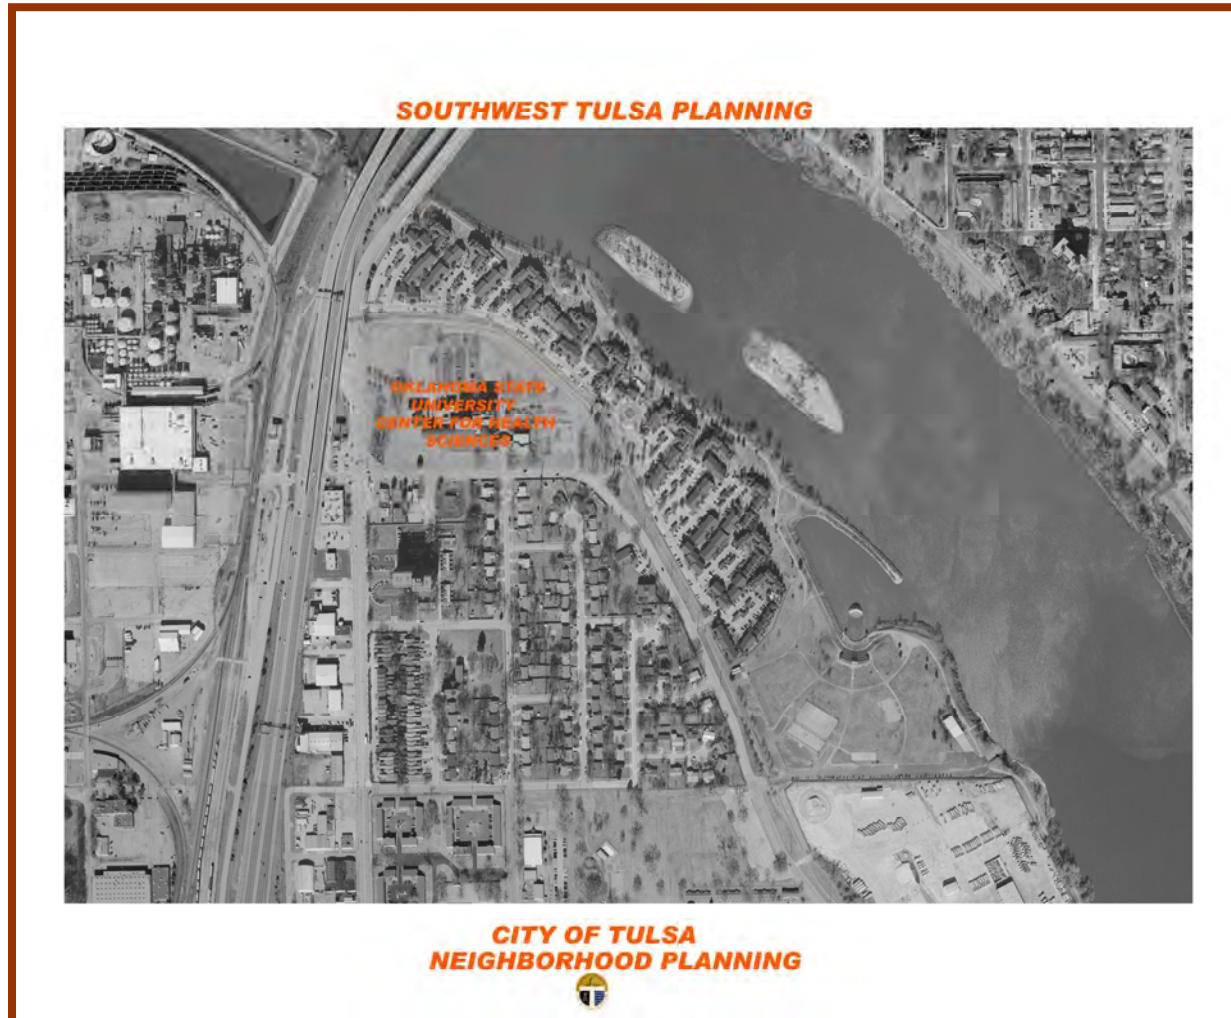 SOUTHWEST TULSA PLANNING
OKLAHOMA STATE
UNIVERSITY
CENTER FOR HEALTH
SCIENCES
CITY OF TULSA
NEIGHBORHOOD PLANNING